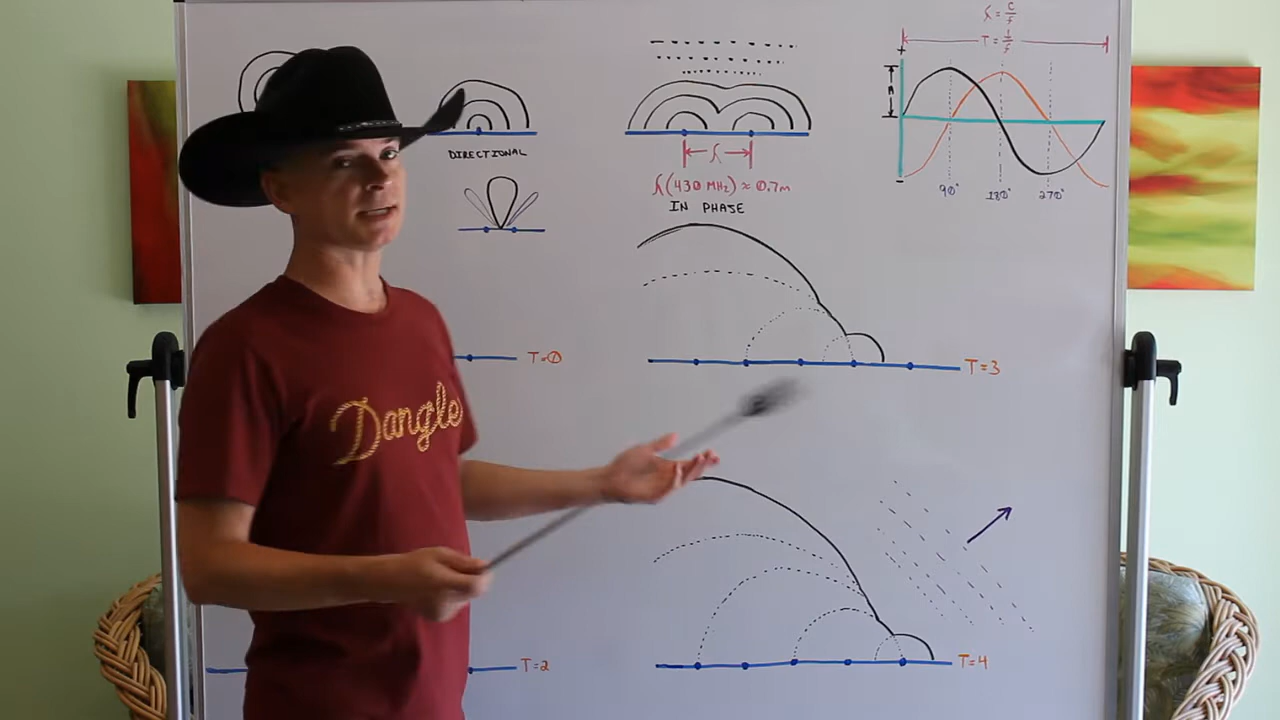 DIRECTIONAL
λ
λ(430 MHz) ≈ 0.7m
IN PHASE
λ = c/f
T = 1/f
+
A
-
90°
180°
270°
T=0
T=3
Dangle
T=2
T=4